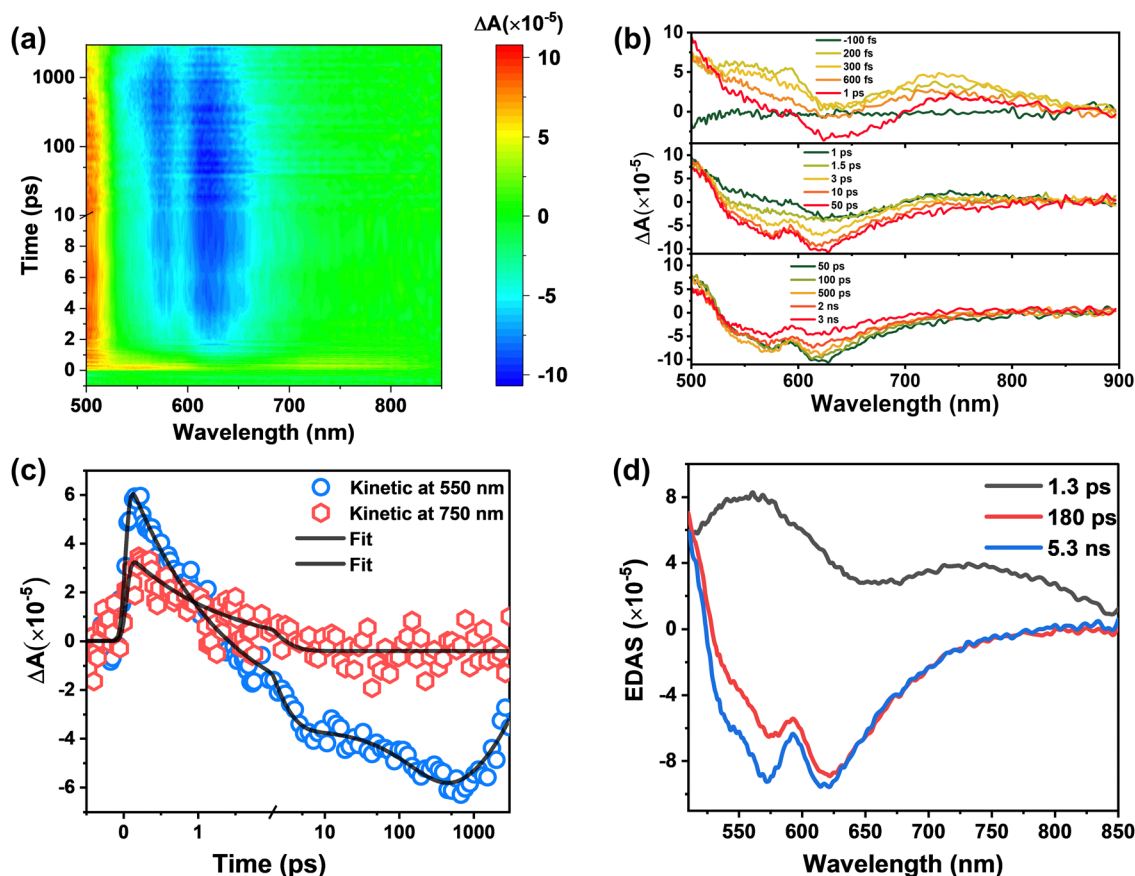 (a)
ΔA(×10⁻⁵)
10
5
0
-5
-10
1000
100
10
8
6
4
2
0
Time (ps)
500 600 700 800
Wavelength (nm)
(b)
-100 fs
200 fs
300 fs
600 fs
1 ps
10
5
0
1 ps
1.5 ps
3 ps
10 ps
50 ps
10
5
0
-5
-10
50 ps
100 ps
500 ps
2 ns
3 ns
10
5
0
-5
-10
ΔA(×10⁻⁵)
500 600 700 800 900
Wavelength (nm)
(c)
Kinetic at 550 nm
Kinetic at 750 nm
Fit
Fit
6
4
2
0
-2
-4
-6
ΔA(×10⁻⁵)
0 1 10 100 1000
Time (ps)
(d)
1.3 ps
180 ps
5.3 ns
8
4
0
-4
-8
EDAS (×10⁻⁵)
550 600 650 700 750 800 850
Wavelength (nm)